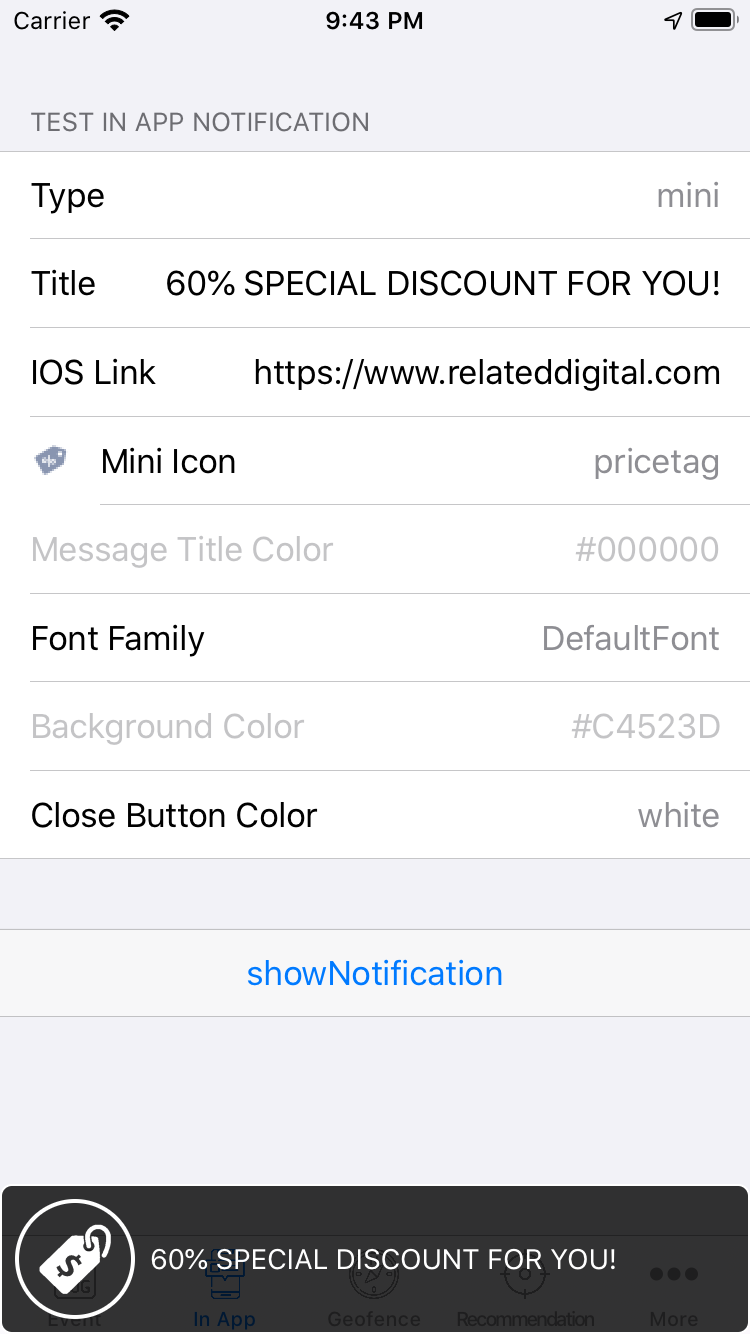 Carrier 9:43 PM
TEST IN APP NOTIFICATION
Type mini
Title 60% SPECIAL DISCOUNT FOR YOU!
IOS Link https://www.relateddigital.com
Mini Icon pricetag
Message Title Color #000000
Font Family DefaultFont
Background Color #C4523D
Close Button Color white
showNotification
$ 60% SPECIAL DISCOUNT FOR YOU!
Event In App Geofence Recommendation More